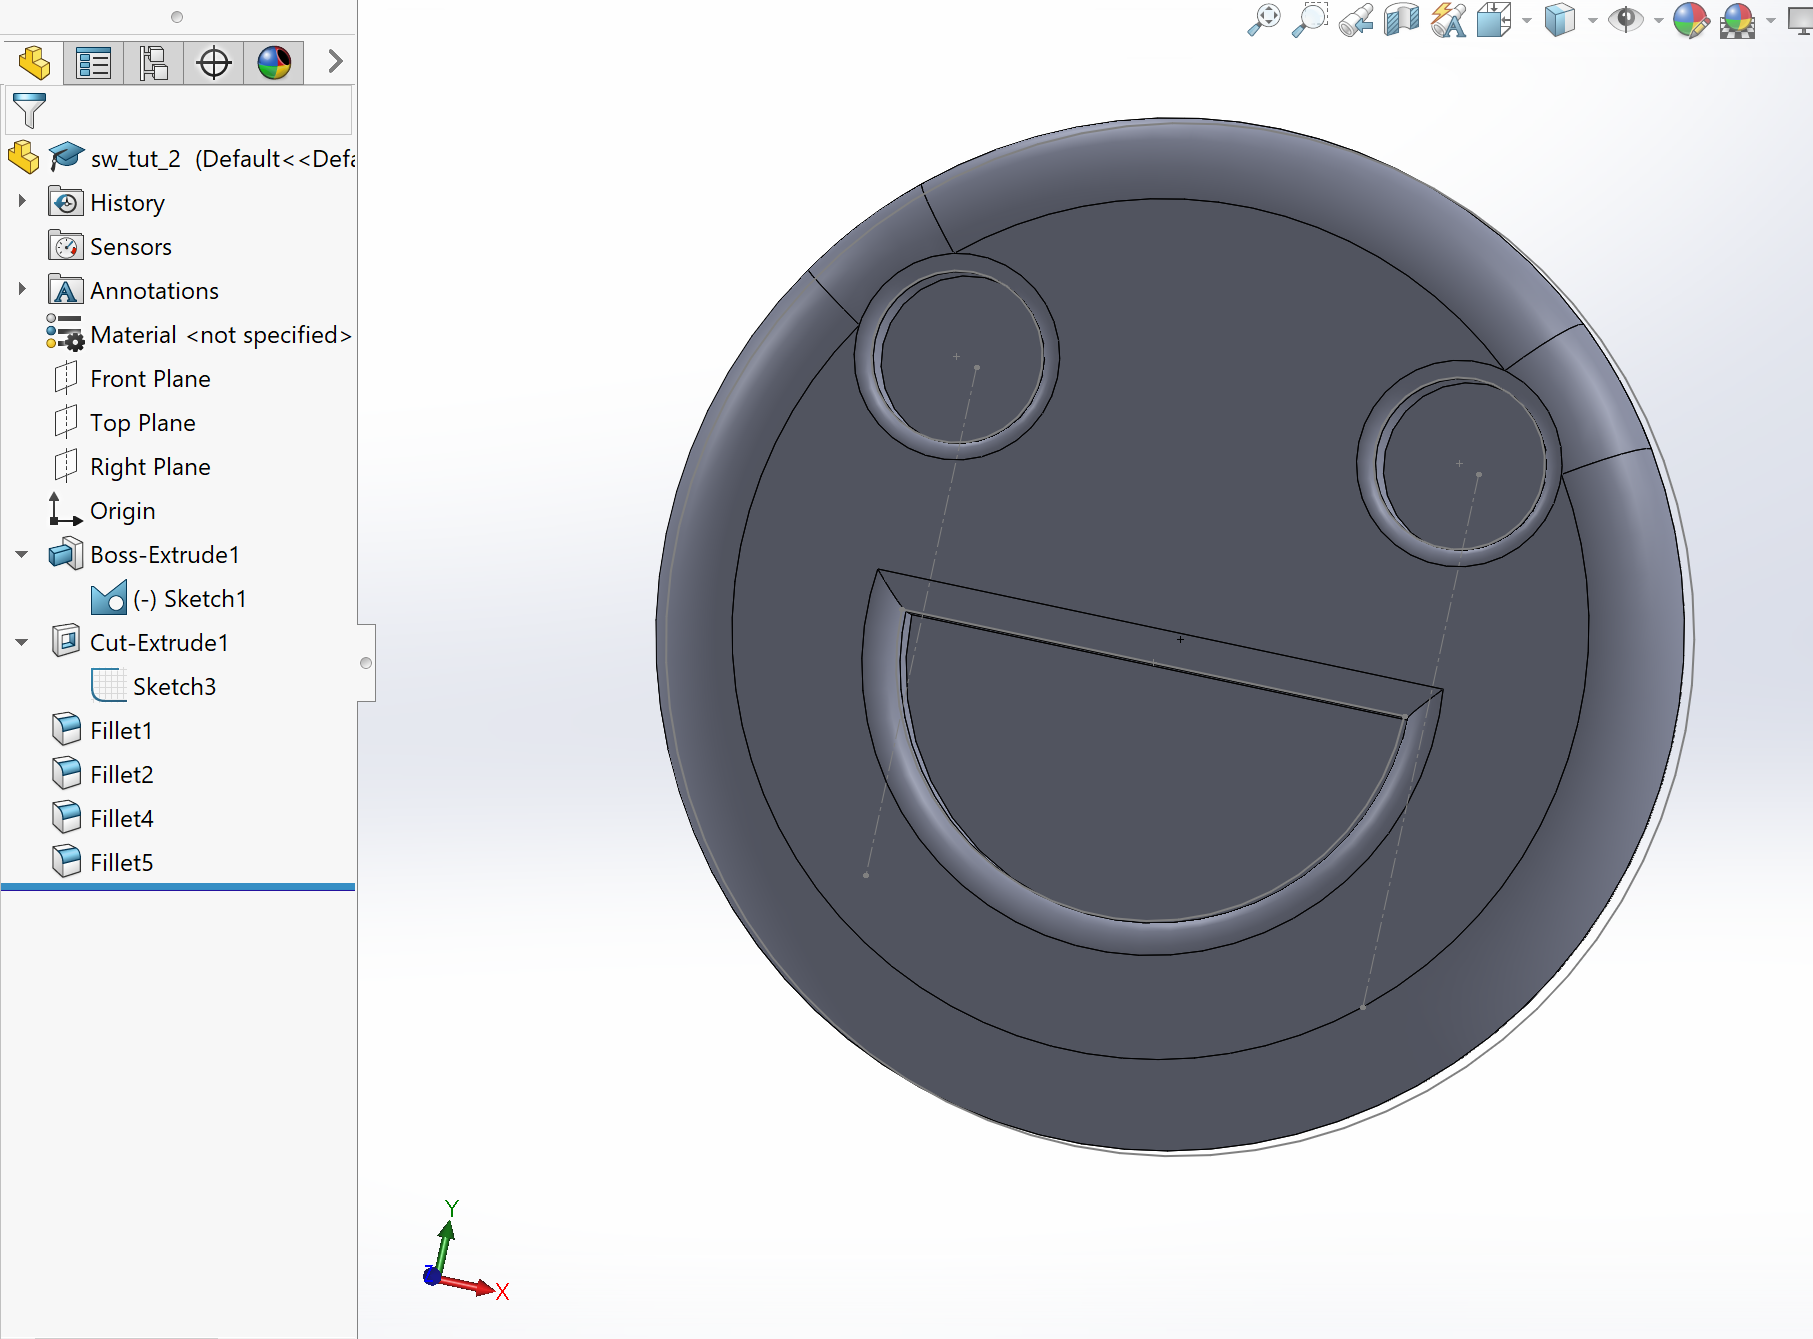 sw_tut_2 (Default<<Defa
History
Sensors
Annotations
Material <not specified>
Front Plane
Top Plane
Right Plane
Origin
Boss-Extrude1
(-) Sketch1
Cut-Extrude1
Sketch3
Fillet1
Fillet2
Fillet4
Fillet5
Y
Z
X